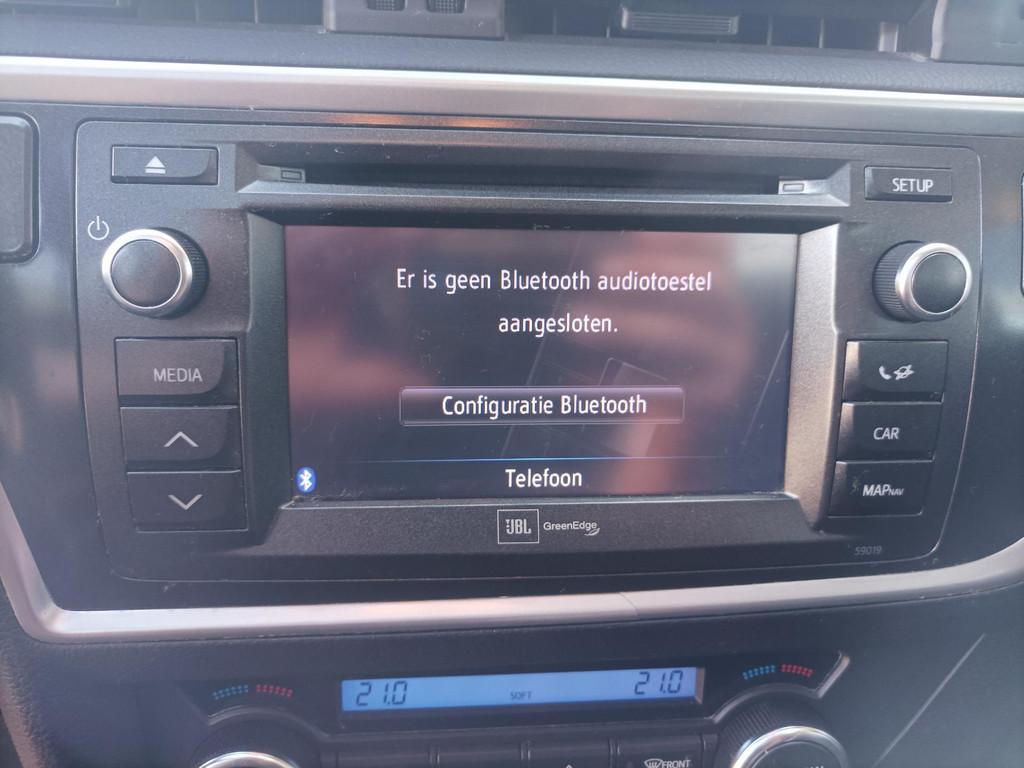 SETUP
Er is geen Bluetooth audiotoestel
aangesloten.
MEDIA
Configuratie Bluetooth
CAR
Telefoon
MAPNAV
JBL GreenEdge
59019
21.0 SOFT 21.0
FRONT